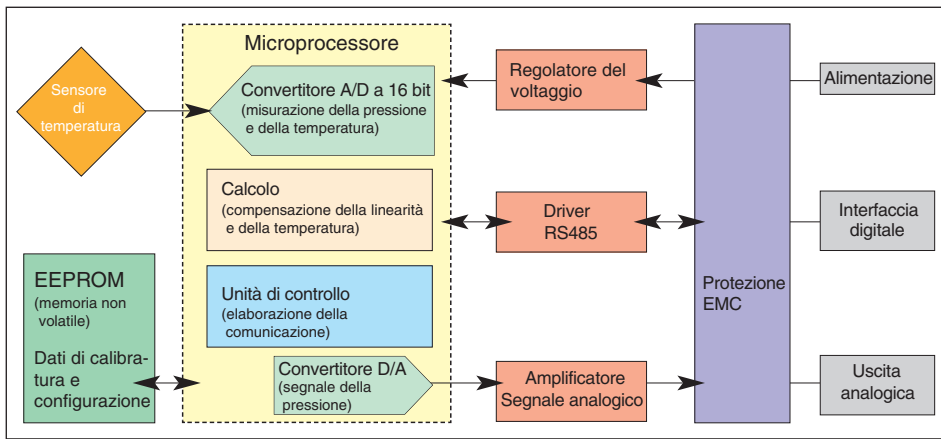 Microprocessore
Sensore
di
temperatura
Convertitore A/D a 16 bit
(misurazione della pressione
e della temperatura)
Regolatore del
voltaggio
Alimentazione
Calcolo
(compensazione della linearità
e della temperatura)
Driver
RS485
Interfaccia
digitale
EEPROM
(memoria non
volatile)
Dati di calibra-
tura e
configurazione
Unità di controllo
(elaborazione della
comunicazione)
Protezione
EMC
Convertitore D/A
(segnale della
pressione)
Amplificatore
Segnale analogico
Uscita
analogica